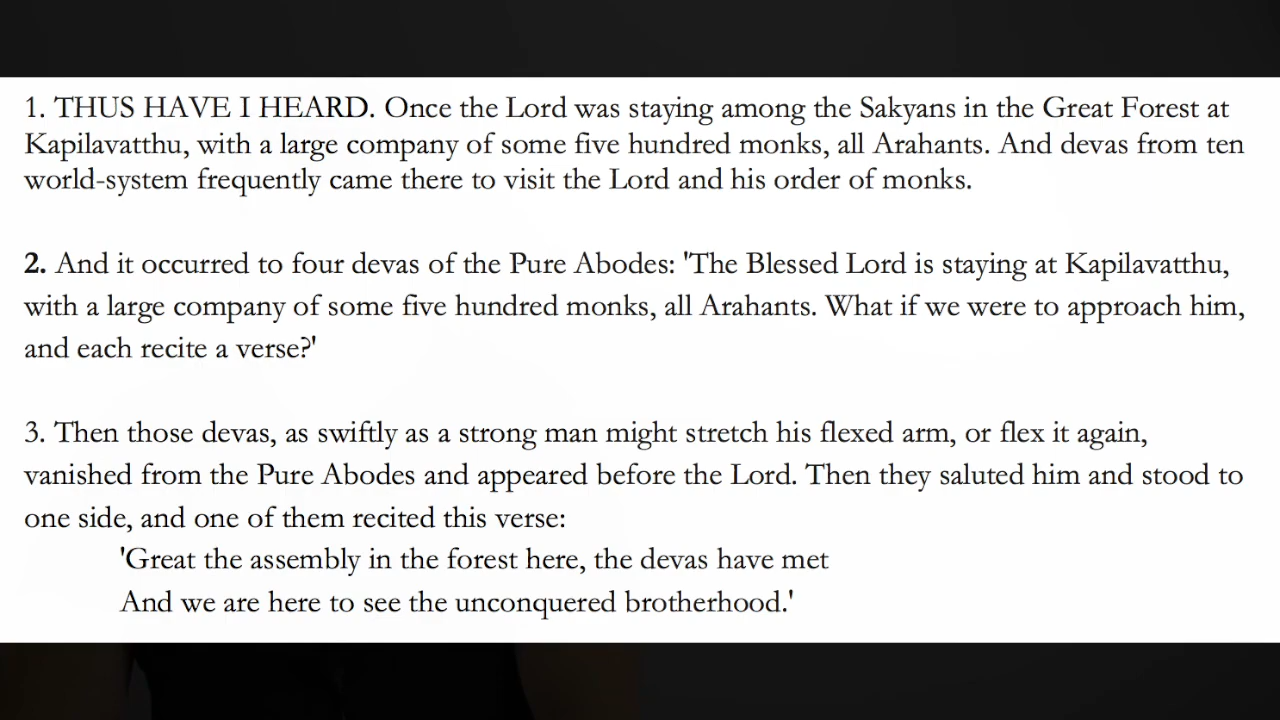 1. THUS HAVE I HEARD. Once the Lord was staying among the Sakyans in the Great Forest at
Kapilavatthu, with a large company of some five hundred monks, all Arahants. And devas from ten
world-system frequently came there to visit the Lord and his order of monks.
2. And it occurred to four devas of the Pure Abodes: 'The Blessed Lord is staying at Kapilavatthu,
with a large company of some five hundred monks, all Arahants. What if we were to approach him,
and each recite a verse?'
3. Then those devas, as swiftly as a strong man might stretch his flexed arm, or flex it again,
vanished from the Pure Abodes and appeared before the Lord. Then they saluted him and stood to
one side, and one of them recited this verse:
'Great the assembly in the forest here, the devas have met
And we are here to see the unconquered brotherhood.'